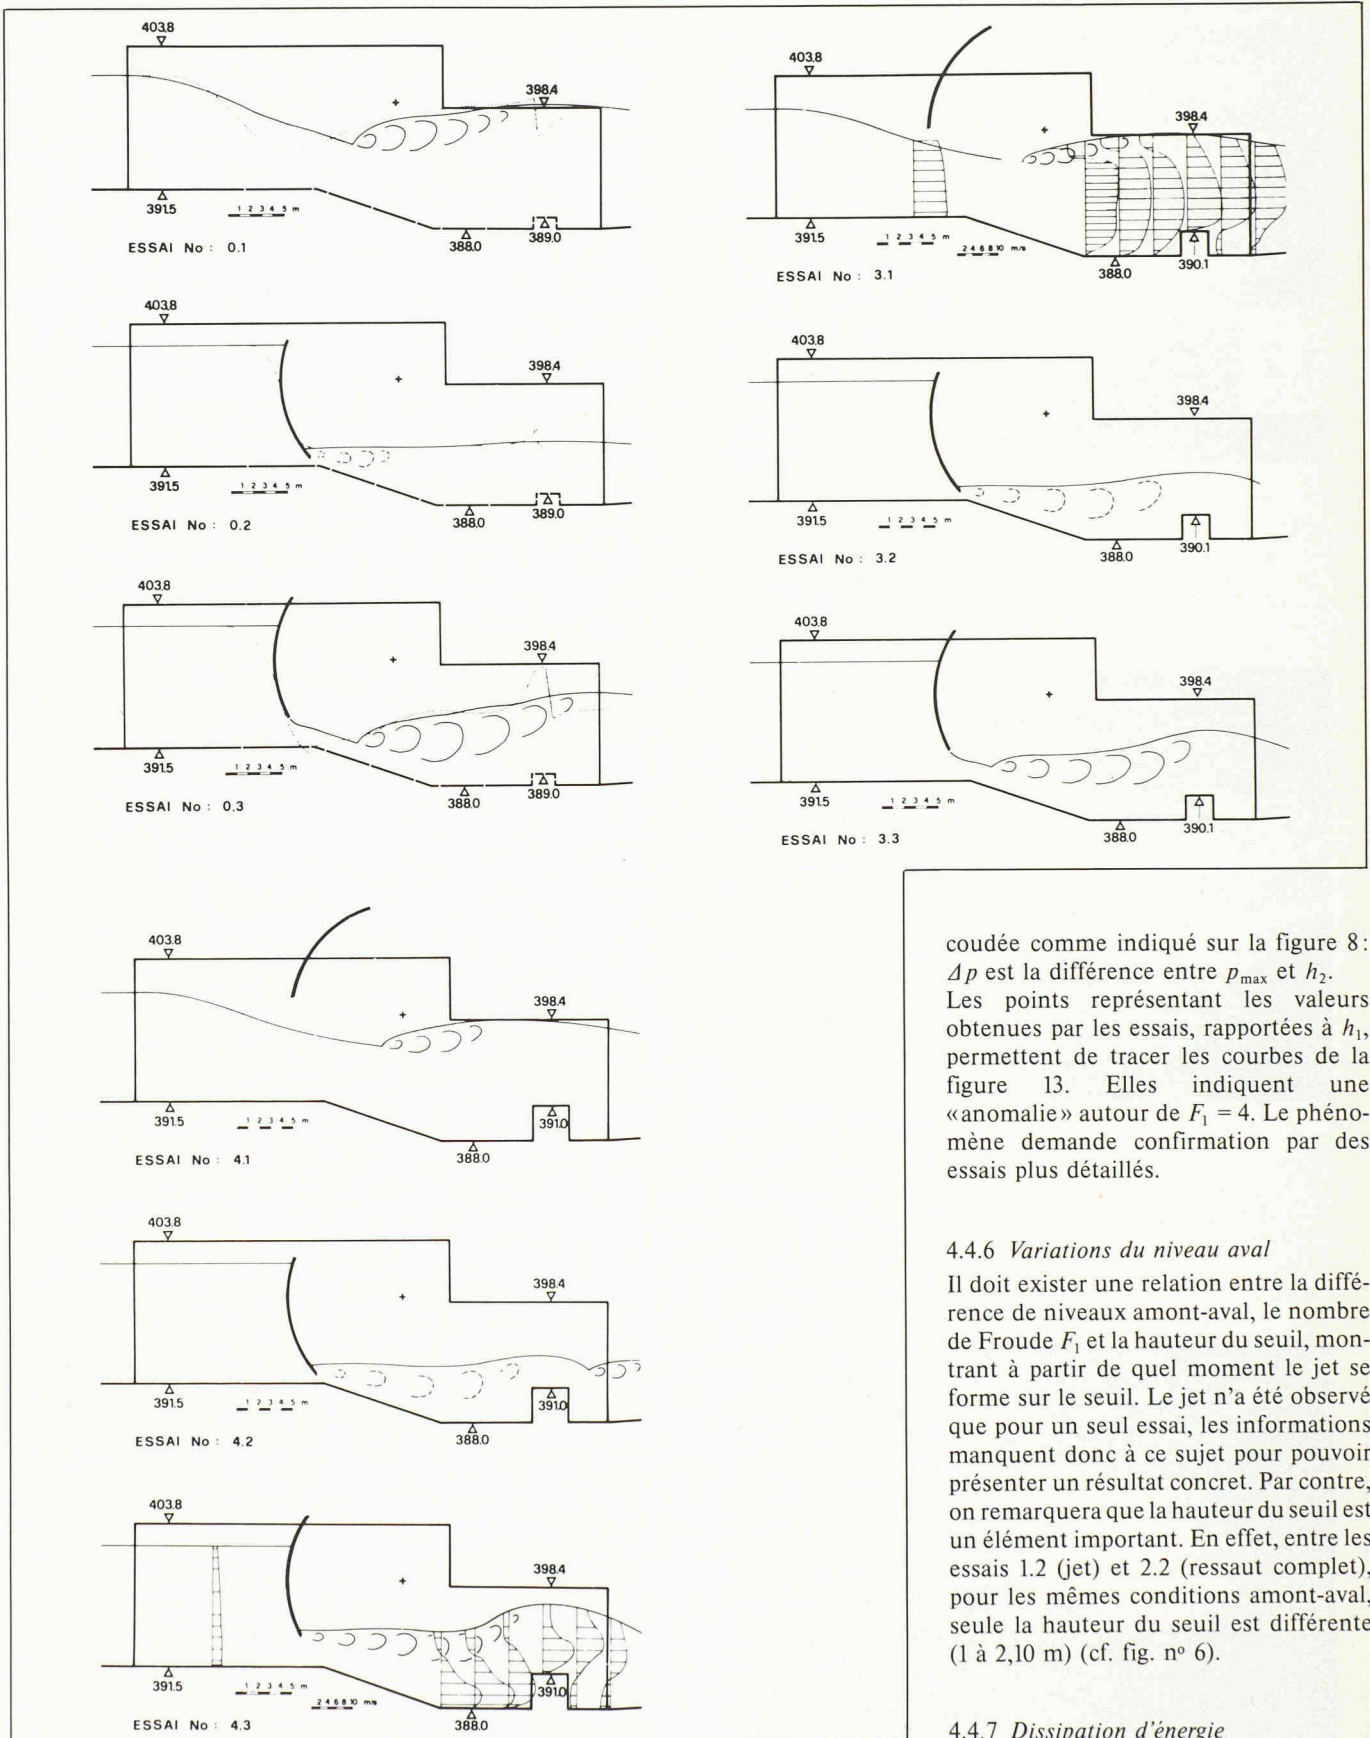 403.8
398.4
391.5
1 2 3 4 5 m
388.0
389.0
ESSAI No : 0.1
403.8
398.4
391.5
1 2 3 4 5 m
388.0
389.0
ESSAI No : 0.2
403.8
398.4
391.5
1 2 3 4 5 m
388.0
389.0
ESSAI No : 0.3
403.8
398.4
391.5
1 2 3 4 5 m
391.0
388.0
ESSAI No : 4.1
403.8
398.4
391.5
1 2 3 4 5 m
391.0
388.0
ESSAI No : 4.2
403.8
398.4
391.5
1 2 3 4 5 m
2 4 6 8 10 m/s
391.0
388.0
ESSAI No : 4.3
403.8
398.4
391.5
1 2 3 4 5 m
2 4 6 8 10 m/s
388.0
390.1
ESSAI No : 3.1
403.8
398.4
391.5
1 2 3 4 5 m
388.0
390.1
ESSAI No : 3.2
403.8
398.4
391.5
1 2 3 4 5 m
388.0
390.1
ESSAI No : 3.3
coudée comme indiqué sur la figure 8:
Δp est la différence entre p_max et h₂.
Les points représentant les valeurs
obtenues par les essais, rapportées à h₁,
permettent de tracer les courbes de la
figure 13. Elles indiquent une
«anomalie» autour de F₁ = 4. Le phéno-
mène demande confirmation par des
essais plus détaillés.
4.4.6 Variations du niveau aval
Il doit exister une relation entre la diffé-
rence de niveaux amont-aval, le nombre
de Froude F₁ et la hauteur du seuil, mon-
trant à partir de quel moment le jet se
forme sur le seuil. Le jet n'a été observé
que pour un seul essai, les informations
manquent donc à ce sujet pour pouvoir
présenter un résultat concret. Par contre,
on remarquera que la hauteur du seuil est
un élément important. En effet, entre les
essais 1.2 (jet) et 2.2 (ressaut complet),
pour les mêmes conditions amont-aval,
seule la hauteur du seuil est différente
(1 à 2,10 m) (cf. fig. nº 6).
4.4.7 Dissipation d'énergie